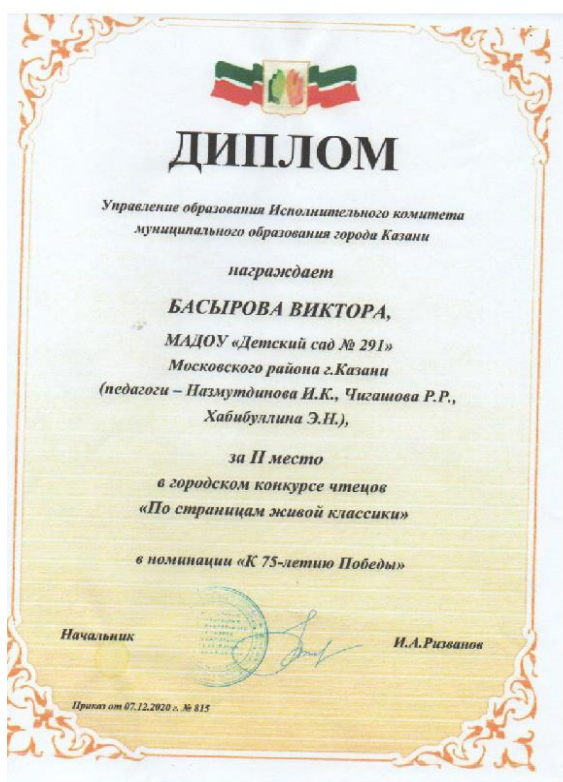 ДИПЛОМ
Управление образования Исполнительного комитета
муниципального образования города Казани
награждает
БАСЫРОВА ВИКТОРА,
МАДОУ «Детский сад № 291»
Московского района г.Казани
(педагоги – Назмутдинова И.К., Чигашова Р.Р.,
Хабибуллина Э.Н.),
за II место
в городском конкурсе чтецов
«По страницам живой классики»
в номинации «К 75-летию Победы»
Начальник
И.А.Ризванов
Приказ от 07.12.2020 г. № 815